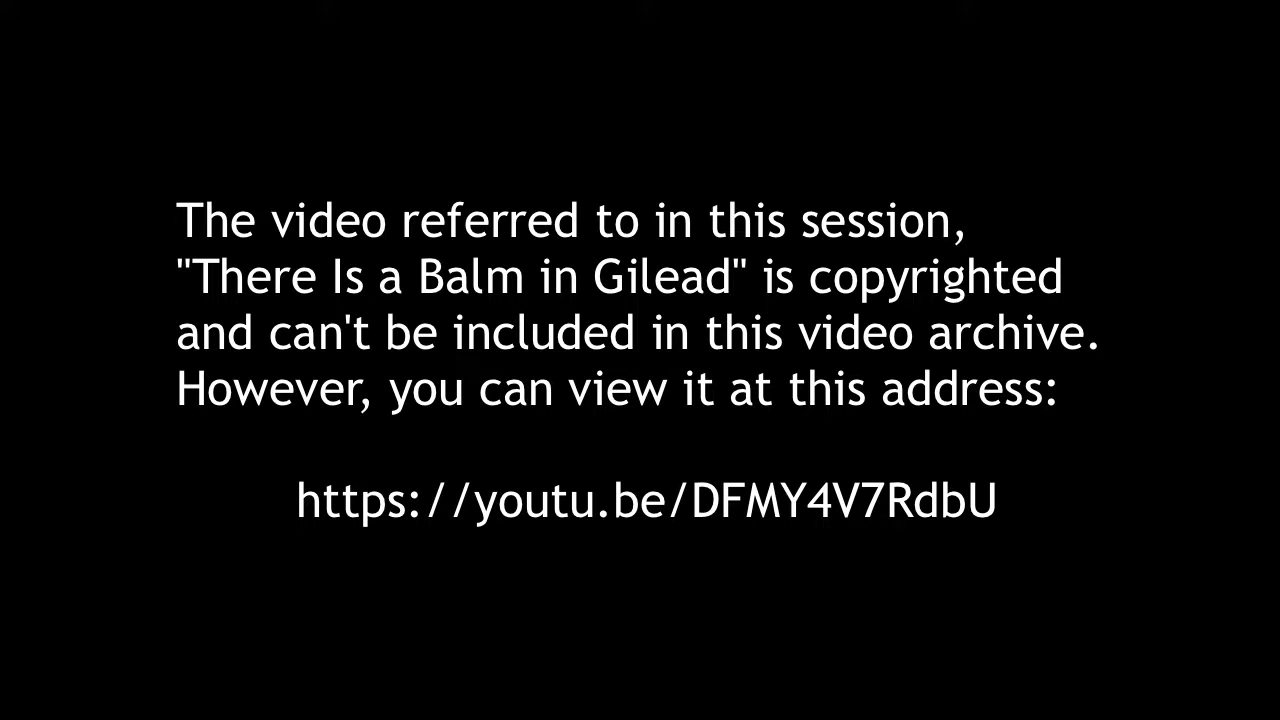 The video referred to in this session,
"There Is a Balm in Gilead" is copyrighted
and can't be included in this video archive.
However, you can view it at this address:
https://youtu.be/DFMY4V7RdbU